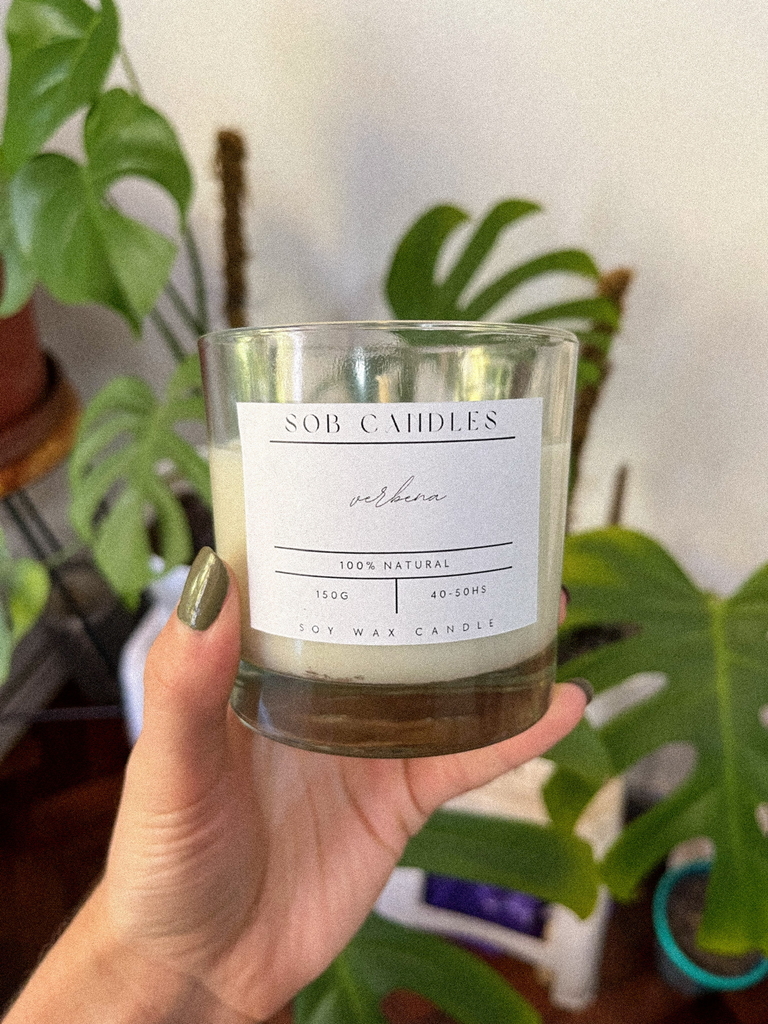 SOB CANDLES
verbena
100% NATURAL
150G
40-50HS
SOY WAX CANDLE